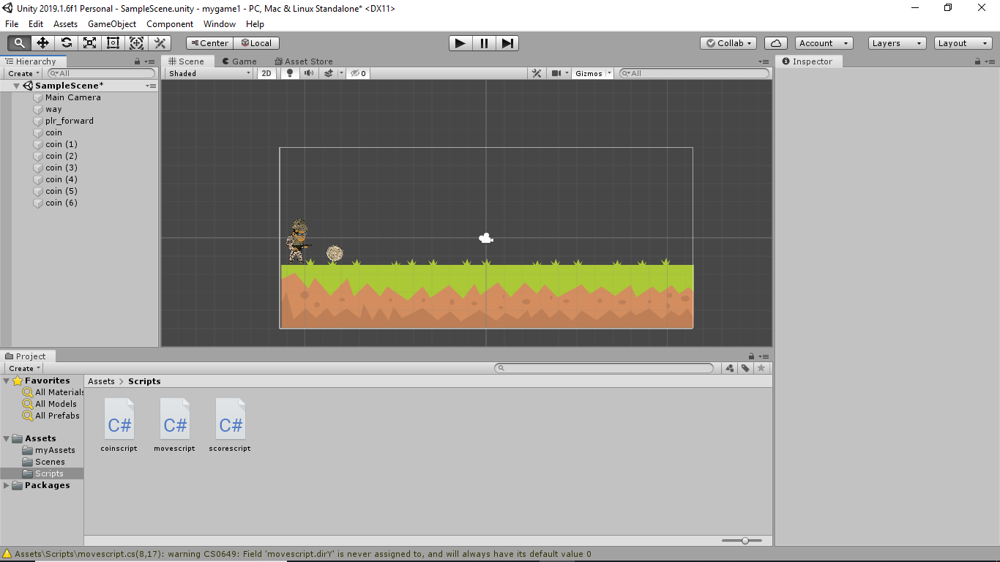 Unity 2019.1.6f1 Personal - SampleScene.unity - mygame1 - PC, Mac & Linux Standalone* <DX11>
File Edit Assets GameObject Component Window Help
Center Local Collab Account Layers Layout
Hierarchy Scene Game Asset Store Inspector
Create All Shaded 2D 0 Gizmos All
SampleScene*
Main Camera
way
plr_forward
coin
coin (1)
coin (2)
coin (3)
coin (4)
coin (5)
coin (6)
Project
Create
Favorites
All Materials
All Models
All Prefabs
Assets
myAssets
Scenes
Scripts
Packages
Assets > Scripts
C# C# C#
coinscript movescript scorescript
Assets\Scripts\movescript.cs(8,17): warning CS0649: Field 'movescript.dirY' is never assigned to, and will always have its default value 0